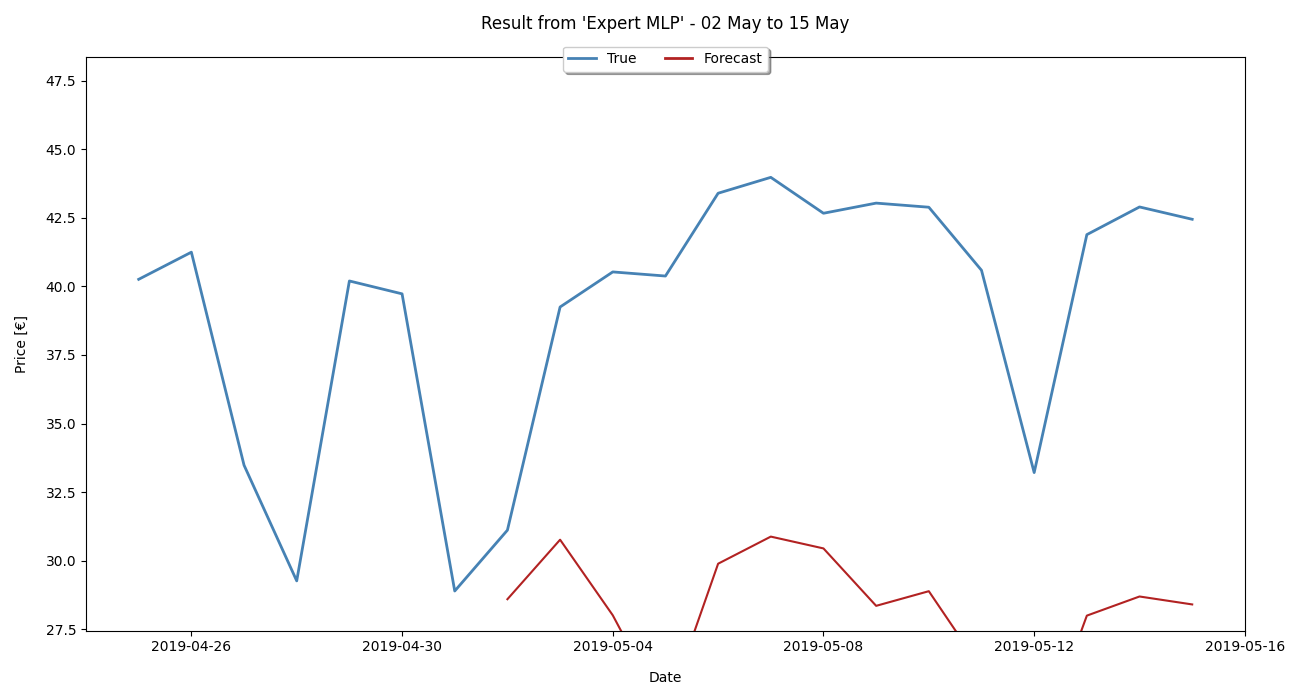 Result from 'Expert MLP' - 02 May to 15 May
True Forecast
47.5
45.0
42.5
40.0
37.5
35.0
32.5
30.0
27.5
Price [€]
2019-04-26 2019-04-30 2019-05-04 2019-05-08 2019-05-12 2019-05-16
Date